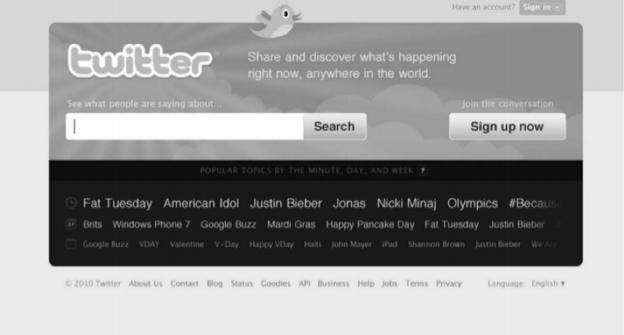 Have an account? Sign in
twitter
Share and discover what's happening
right now, anywhere in the world.
See what people are saying about...
Join the conversation
Search
Sign up now
POPULAR TOPICS BY THE MINUTE, DAY, AND WEEK ?
Fat Tuesday American Idol Justin Bieber Jonas Nicki Minaj Olympics #Becaus
Brits Windows Phone 7 Google Buzz Mardi Gras Happy Pancake Day Fat Tuesday Justin Bieber
Google Buzz VDAY Valentine V-Day Happy VDay Haiti John Mayer iPad Shannon Brown Justin Bieber We Are
© 2010 Twitter About Us Contact Blog Status Goodies API Business Help Jobs Terms Privacy Language: English